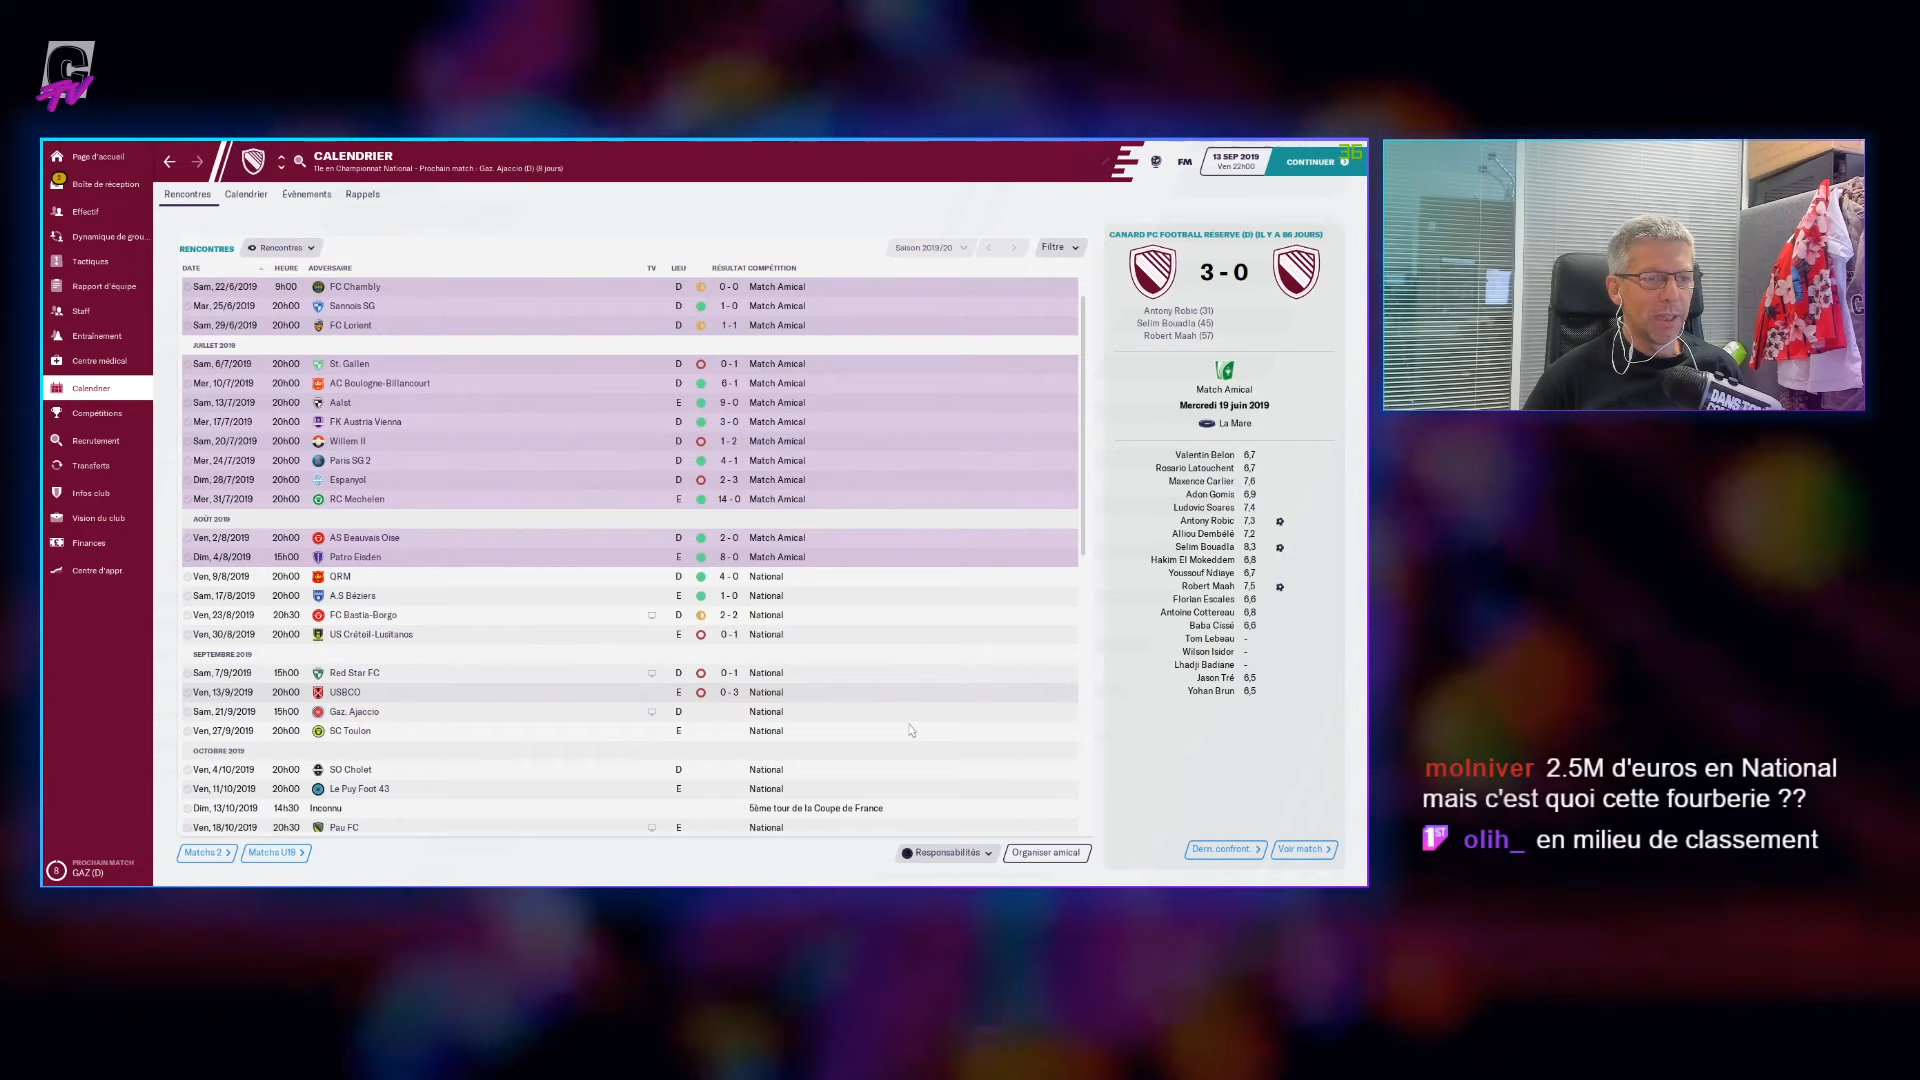 C
TV
Page d'accueil
2
Boîte de réception
Effectif
Dynamique de grou...
Tactiques
Rapport d'équipe
Staff
Entraînement
Centre médical
Calendrier
Compétitions
Recrutement
Transferts
Infos club
Vision du club
Finances
Centre d'appr.
PROCHAIN MATCH
8 GAZ (D)
CALENDRIER
11e en Championnat National - Prochain match : Gaz. Ajaccio (D) (8 jours)
FM
13 SEP 2019
Ven 22h00
CONTINUER
36
Rencontres Calendrier Évènements Rappels
RENCONTRES Rencontres Saison 2019/20 Filtre
DATE HEURE ADVERSAIRE TV LIEU RÉSULTAT COMPÉTITION
Sam, 22/6/2019 9h00 FC Chambly D 0 - 0 Match Amical
Mar, 25/6/2019 20h00 Sannois SG D 1 - 0 Match Amical
Sam, 29/6/2019 20h00 FC Lorient D 1 - 1 Match Amical
JUILLET 2019
Sam, 6/7/2019 20h00 St. Gallen D 0 - 1 Match Amical
Mer, 10/7/2019 20h00 AC Boulogne-Billancourt D 6 - 1 Match Amical
Sam, 13/7/2019 20h00 Aalst E 9 - 0 Match Amical
Mer, 17/7/2019 20h00 FK Austria Vienna D 3 - 0 Match Amical
Sam, 20/7/2019 20h00 Willem II D 1 - 2 Match Amical
Mer, 24/7/2019 20h00 Paris SG 2 D 4 - 1 Match Amical
Dim, 28/7/2019 20h00 Espanyol D 2 - 3 Match Amical
Mer, 31/7/2019 20h00 RC Mechelen E 14 - 0 Match Amical
AOÛT 2019
Ven, 2/8/2019 20h00 AS Beauvais Oise D 2 - 0 Match Amical
Dim, 4/8/2019 15h00 Patro Eisden E 8 - 0 Match Amical
Ven, 9/8/2019 20h00 QRM D 4 - 0 National
Sam, 17/8/2019 20h00 A.S Béziers E 1 - 0 National
Ven, 23/8/2019 20h30 FC Bastia-Borgo D 2 - 2 National
Ven, 30/8/2019 20h00 US Créteil-Lusitanos E 0 - 1 National
SEPTEMBRE 2019
Sam, 7/9/2019 15h00 Red Star FC D 0 - 1 National
Ven, 13/9/2019 20h00 USBCO E 0 - 3 National
Sam, 21/9/2019 15h00 Gaz. Ajaccio D National
Ven, 27/9/2019 20h00 SC Toulon E National
OCTOBRE 2019
Ven, 4/10/2019 20h00 SO Cholet D National
Ven, 11/10/2019 20h00 Le Puy Foot 43 E National
Dim, 13/10/2019 14h30 Inconnu 5ème tour de la Coupe de France
Ven, 18/10/2019 20h30 Pau FC E National
Matchs 2 Matchs U19 Responsabilités Organiser amical
CANARD PC FOOTBALL RÉSERVE (D) (IL Y A 86 JOURS)
3 - 0
Antony Robic (31)
Selim Bouadla (45)
Robert Maah (57)
Match Amical
Mercredi 19 juin 2019
La Mare
Valentin Belon 6,7
Rosario Latouchent 6,7
Maxence Carlier 7,6
Adon Gomis 6,9
Ludovic Soares 7,4
Antony Robic 7,3
Alliou Dembélé 7,2
Selim Bouadla 8,3
Hakim El Mokeddem 6,8
Youssouf Ndiaye 6,7
Robert Maah 7,5
Florian Escales 6,6
Antoine Cottereau 6,8
Baba Cissé 6,6
Tom Lebeau -
Wilson Isidor -
Lhadji Badiane -
Jason Tré 6,5
Yohan Brun 6,5
Dern. confront. Voir match
DANS TON
molniver 2.5M d'euros en National
mais c'est quoi cette fourberie ??
1ST olih_ en milieu de classement